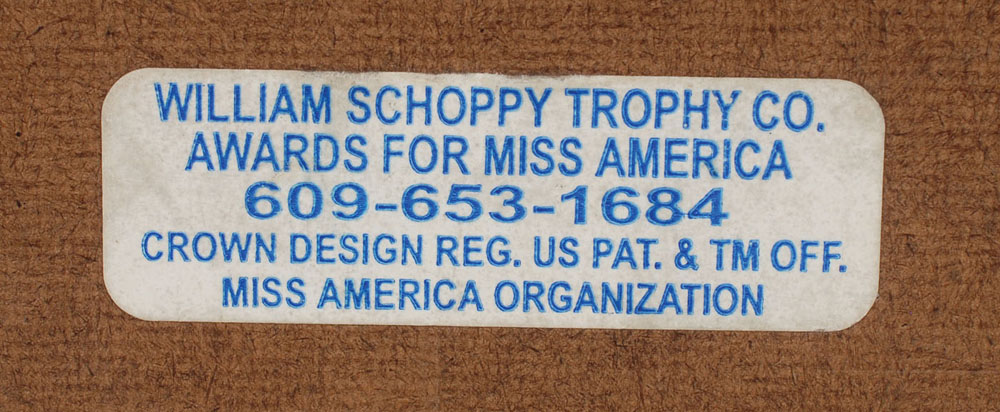 WILLIAM SCHOPPY TROPHY CO.
AWARDS FOR MISS AMERICA
609-653-1684
CROWN DESIGN REG. US PAT. & TM OFF.
MISS AMERICA ORGANIZATION